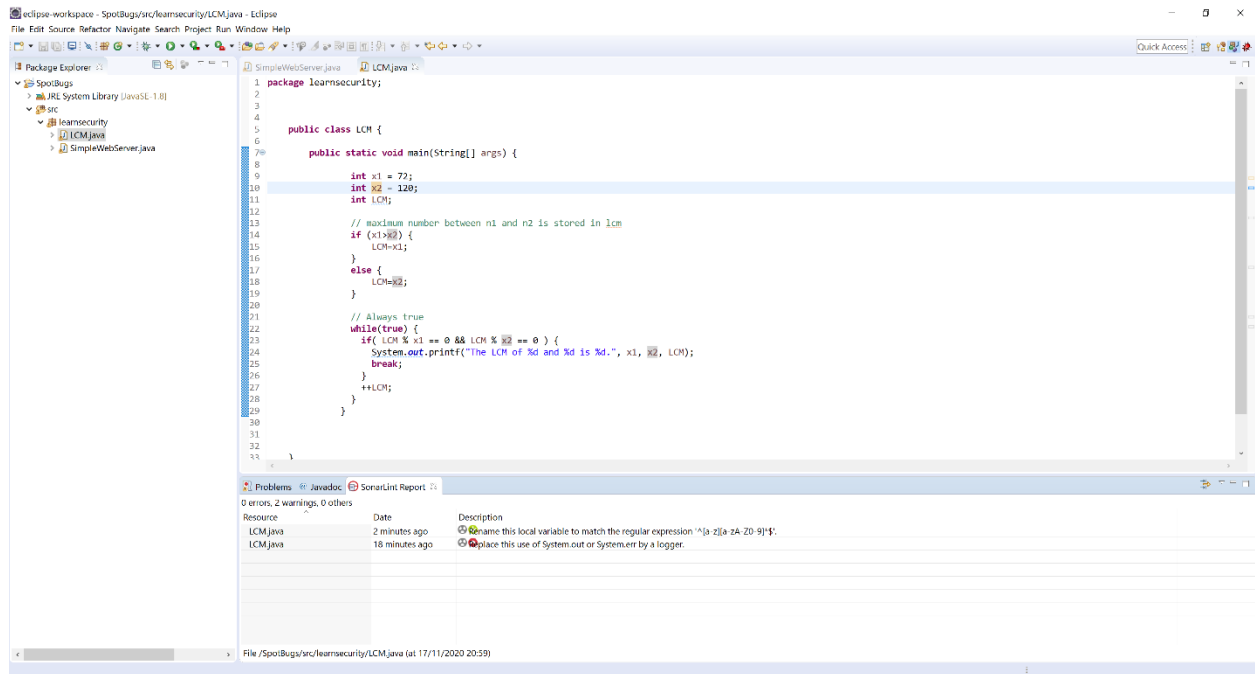 eclipse-workspace - SpotBugs/src/learnsecurity/LCM.java - Eclipse
File Edit Source Refactor Navigate Search Project Run Window Help
Quick Access
Package Explorer
SpotBugs
JRE System Library [JavaSE-1.8]
src
learnsecurity
LCM.java
SimpleWebServer.java
SimpleWebServer.java LCM.java
1 package learnsecurity;
2
3
4
5 public class LCM {
6
7 public static void main(String[] args) {
8
9 int x1 = 72;
10 int x2 = 120;
11 int LCM;
12
13 // maximum number between n1 and n2 is stored in lcm
14 if (x1>x2) {
15 LCM=x1;
16 }
17 else {
18 LCM=x2;
19 }
20
21 // Always true
22 while(true) {
23 if( LCM % x1 == 0 && LCM % x2 == 0 ) {
24 System.out.printf("The LCM of %d and %d is %d.", x1, x2, LCM);
25 break;
26 }
27 ++LCM;
28 }
29 }
30
31
32
33 }
Problems Javadoc SonarLint Report
0 errors, 2 warnings, 0 others
Resource Date Description
LCM.java 2 minutes ago Rename this local variable to match the regular expression '^[a-z][a-zA-Z0-9]*$'.
LCM.java 18 minutes ago Replace this use of System.out or System.err by a logger.
File /SpotBugs/src/learnsecurity/LCM.java (at 17/11/2020 20:59)